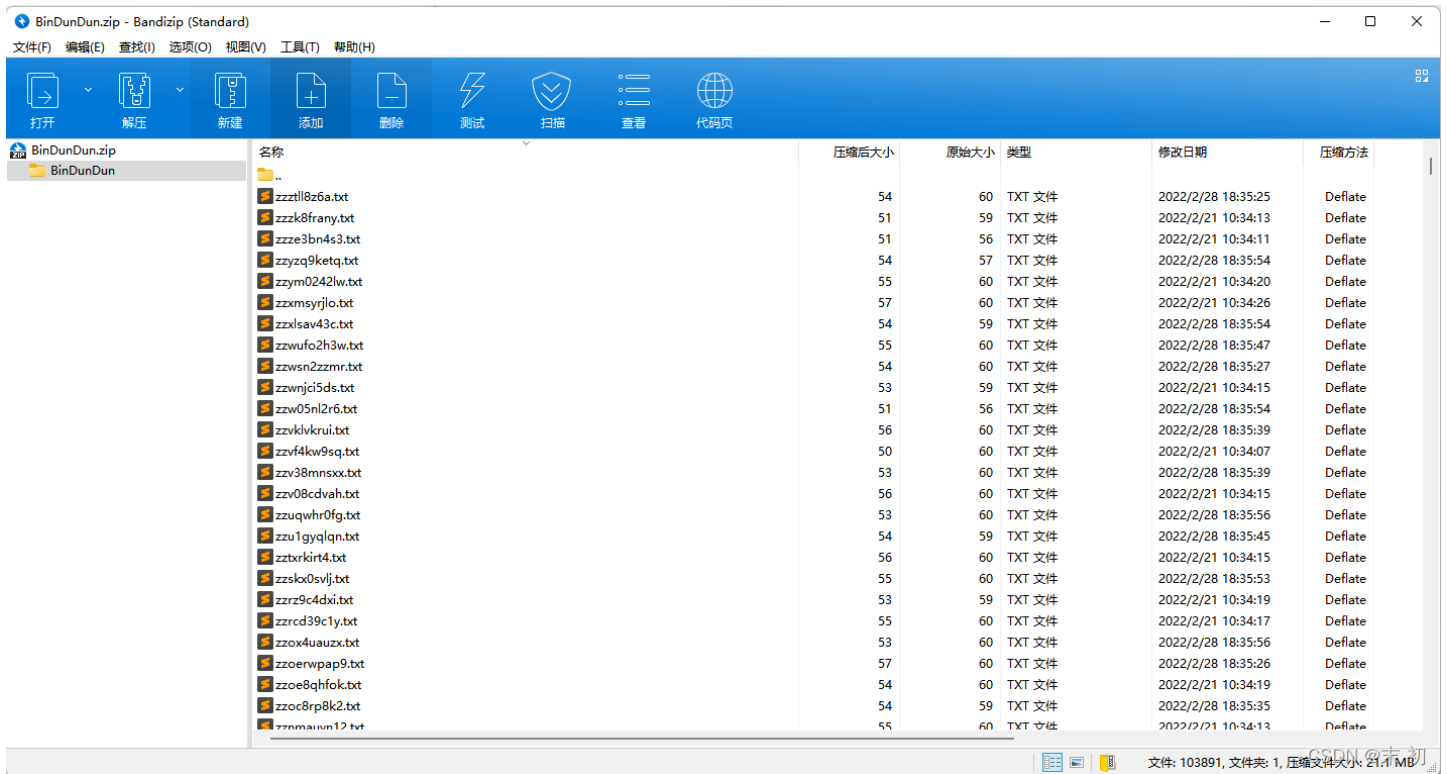 BinDunDun.zip - Bandizip (Standard)
文件(F) 编辑(E) 查找(I) 选项(O) 视图(V) 工具(T) 帮助(H)
打开 解压 新建 添加 删除 测试 扫描 查看 代码页
BinDunDun.zip
BinDunDun
名称 压缩后大小 原始大小 类型 修改日期 压缩方法
..
zzztll8z6a.txt 54 60 TXT 文件 2022/2/28 18:35:25 Deflate
zzzk8frany.txt 51 59 TXT 文件 2022/2/21 10:34:13 Deflate
zzze3bn4s3.txt 51 56 TXT 文件 2022/2/21 10:34:11 Deflate
zzyzq9ketq.txt 54 57 TXT 文件 2022/2/28 18:35:54 Deflate
zzym0242lw.txt 55 60 TXT 文件 2022/2/21 10:34:20 Deflate
zzxmsyrjlo.txt 57 60 TXT 文件 2022/2/21 10:34:26 Deflate
zzxlsav43c.txt 54 59 TXT 文件 2022/2/28 18:35:54 Deflate
zzwufo2h3w.txt 55 60 TXT 文件 2022/2/28 18:35:47 Deflate
zzwsn2zzmr.txt 54 60 TXT 文件 2022/2/28 18:35:27 Deflate
zzwnjci5ds.txt 53 59 TXT 文件 2022/2/21 10:34:15 Deflate
zzw05nl2r6.txt 51 56 TXT 文件 2022/2/28 18:35:54 Deflate
zzvklvkrui.txt 56 60 TXT 文件 2022/2/28 18:35:39 Deflate
zzvf4kw9sq.txt 50 60 TXT 文件 2022/2/21 10:34:07 Deflate
zzv38mnsxx.txt 53 60 TXT 文件 2022/2/28 18:35:39 Deflate
zzv08cdvah.txt 56 60 TXT 文件 2022/2/21 10:34:15 Deflate
zzuqwhr0fg.txt 53 60 TXT 文件 2022/2/28 18:35:56 Deflate
zzu1gyqlqn.txt 54 59 TXT 文件 2022/2/28 18:35:45 Deflate
zztxrkirt4.txt 56 60 TXT 文件 2022/2/21 10:34:15 Deflate
zzskx0svlj.txt 55 60 TXT 文件 2022/2/28 18:35:53 Deflate
zzrz9c4dxi.txt 53 59 TXT 文件 2022/2/21 10:34:19 Deflate
zzrcd39c1y.txt 55 60 TXT 文件 2022/2/21 10:34:17 Deflate
zzox4uauzx.txt 53 60 TXT 文件 2022/2/28 18:35:56 Deflate
zzoerwpap9.txt 57 60 TXT 文件 2022/2/28 18:35:26 Deflate
zzoe8qhfok.txt 54 60 TXT 文件 2022/2/21 10:34:19 Deflate
zzoc8rp8k2.txt 54 59 TXT 文件 2022/2/28 18:35:35 Deflate
zznmauvn12.txt 55 60 TXT 文件 2022/2/21 10:34:13 Deflate
文件: 103891, 文件夹: 1, 压缩文件大小: 21.1 MB
CSDN @末初